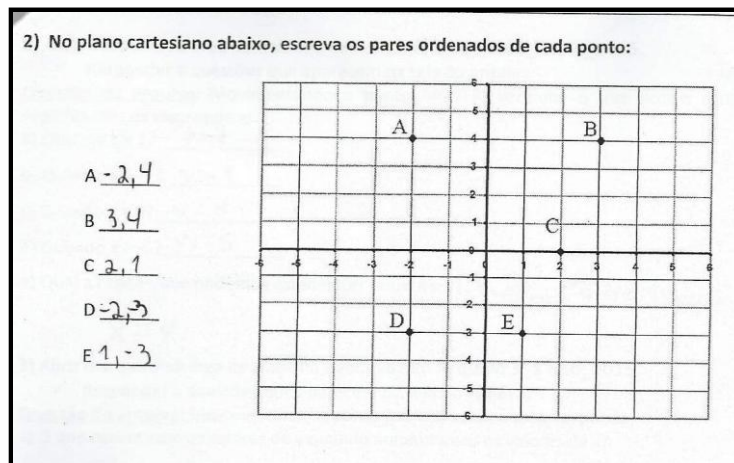 2) No plano cartesiano abaixo, escreva os pares ordenados de cada ponto:
A -2,4
B 3,4
C 2,1
D -2,-3
E 1,-3
A
B
C
D
E
6
5
4
3
2
1
0
-1
-2
-3
-4
-5
-6
-6 -5 -4 -3 -2 -1 0 1 2 3 4 5 6